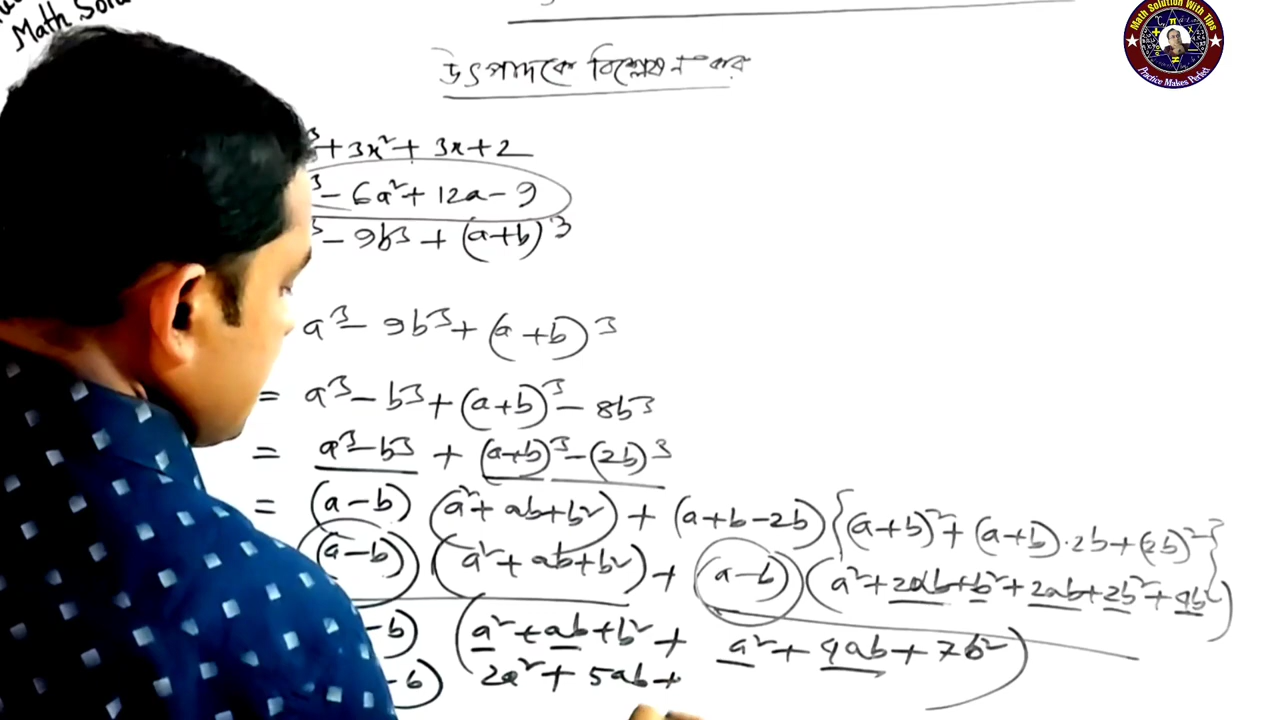 Math Solu
Math Solution With Tips
Practice Makes Perfect
উৎপাদকে বিশ্লেষণ কর
³ + 3x² + 3x + 2
³ - 6a² + 12a - 9
³ - 9b³ + (a+b)³
a³ - 9b³ + (a+b)³
= a³ - b³ + (a+b)³ - 8b³
= a³ - b³ + (a+b)³ - (2b)³
= (a-b) (a² + ab + b²) + (a+b-2b) {(a+b)² + (a+b)·2b + (2b)²}
(a-b) (a² + ab + b²) + (a-b) (a² + 2ab + b² + 2ab + 2b² + 4b²)
-b) (a² + ab + b² + a² + 4ab + 7b²)
-b) 2a² + 5ab +